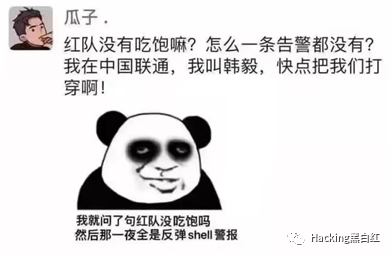 瓜子 .
红队没有吃饱嘛？怎么一条告警都没有？
我在中国联通，我叫韩毅，快点把我们打
穿啊！
我就问了句红队没吃饱吗
然后那一夜全是反弹shell警报
Hacking黑白红